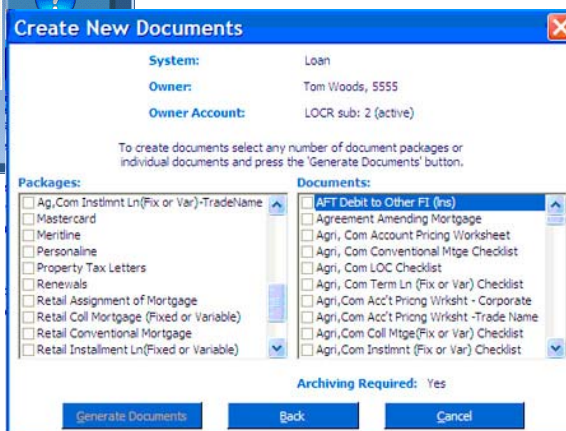 Create New Documents
System: Loan
Owner: Tom Woods, 5555
Owner Account: LOCR sub: 2 (active)
To create documents select any number of document packages or
individual documents and press the 'Generate Documents' button.
Packages:
Ag,Com Instlmnt Ln(Fix or Var)-TradeName
Mastercard
Meritline
Personaline
Property Tax Letters
Renewals
Retail Assignment of Mortgage
Retail Coll Mortgage (Fixed or Variable)
Retail Conventional Mortgage
Retail Installment Ln(Fixed or Variable)
Documents:
AFT Debit to Other FI (Ins)
Agreement Amending Mortgage
Agri, Com Account Pricing Worksheet
Agri, Com Conventional Mtge Checklist
Agri, Com LOC Checklist
Agri, Com Term Ln (Fix or Var) Checklist
Agri,Com Acc't Pricng Wrksht - Corporate
Agri,Com Acc't Pricng Wrksht -Trade Name
Agri,Com Coll Mtge(Fix or Var) Checklist
Agri,Com Instlmnt (Fix or Var) Checklist
Archiving Required: Yes
Generate Documents
Back
Cancel